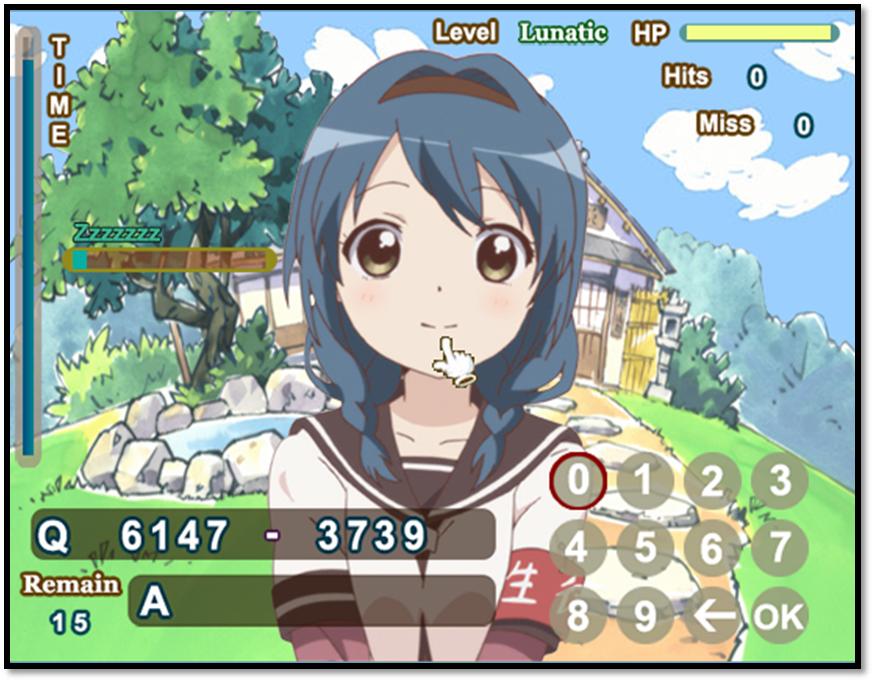 Level Lunatic HP
Hits 0
Miss 0
TIME
Zzzzzzz
Q 6147 - 3739
Remain
15
A
生
0 1 2 3
4 5 6 7
8 9 ← OK